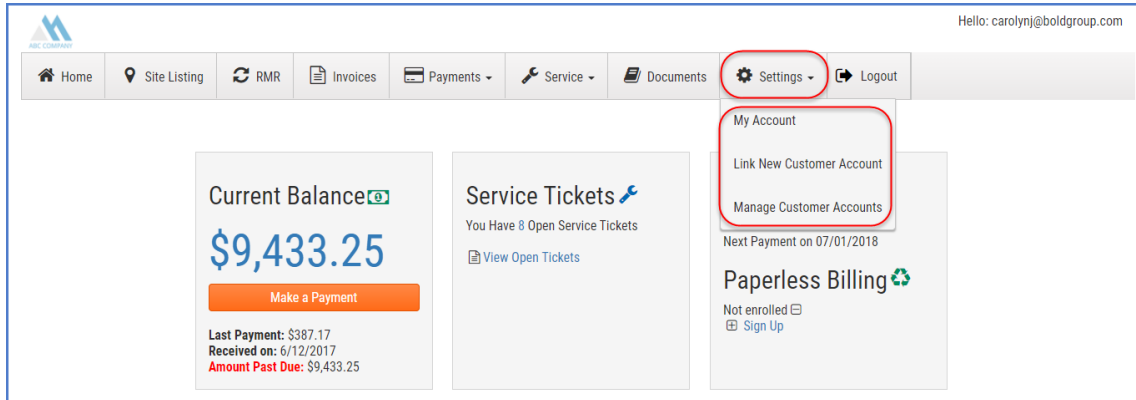 Hello: carolynj@boldgroup.com
ABC COMPANY
Home Site Listing RMR Invoices Payments Service Documents Settings Logout
My Account
Link New Customer Account
Manage Customer Accounts
Current Balance
$9,433.25
Make a Payment
Last Payment: $387.17
Received on: 6/12/2017
Amount Past Due: $9,433.25
Service Tickets
You Have 8 Open Service Tickets
View Open Tickets
Next Payment on 07/01/2018
Paperless Billing
Not enrolled
Sign Up